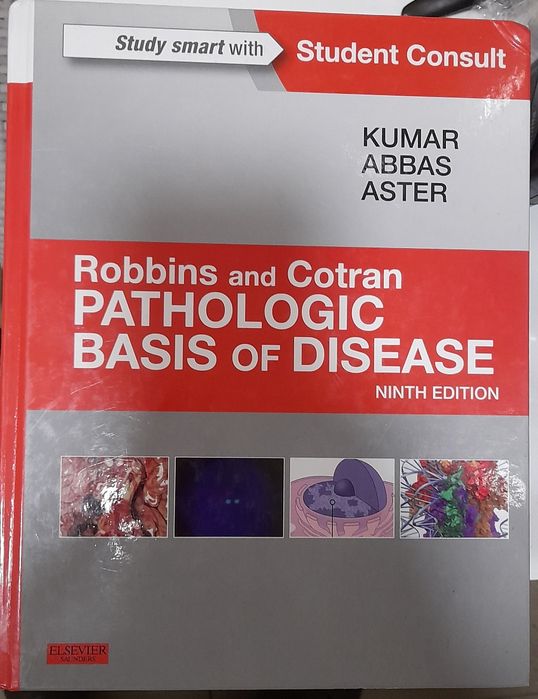 Study smart with Student Consult
KUMAR
ABBAS
ASTER
Robbins and Cotran
PATHOLOGIC
BASIS OF DISEASE
NINTH EDITION
ELSEVIER
SAUNDERS